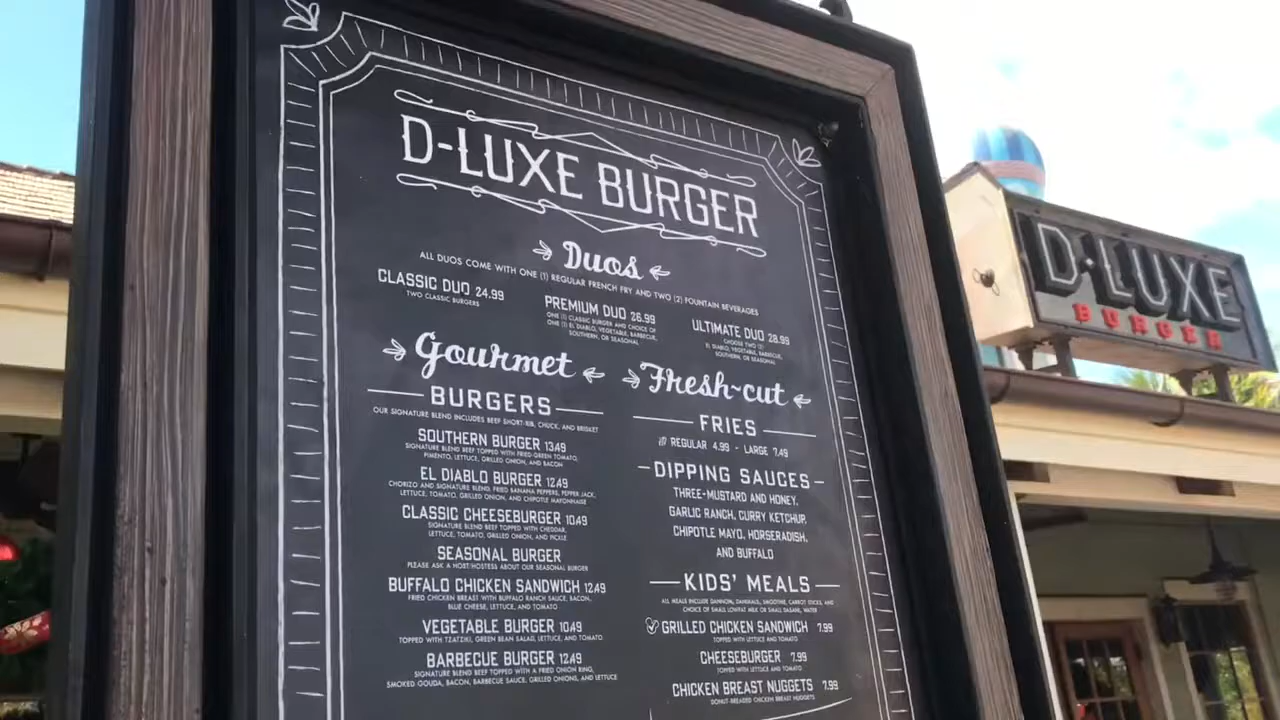 D-LUXE BURGER
Duos
ALL DUOS COME WITH ONE (1) REGULAR FRENCH FRY AND TWO (2) FOUNTAIN BEVERAGES
CLASSIC DUO 24.99
TWO CLASSIC BURGERS
PREMIUM DUO 26.99
ONE (1) CLASSIC BURGER AND CHOICE OF
ONE (1) EL DIABLO, VEGETABLE, BARBECUE,
SOUTHERN, OR SEASONAL
ULTIMATE DUO 28.99
CHOOSE TWO (2)
EL DIABLO, VEGETABLE, BARBECUE,
SOUTHERN, OR SEASONAL
Gourmet
BURGERS
OUR SIGNATURE BLEND INCLUDES BEEF SHORT-RIB, CHUCK, AND BRISKET
SOUTHERN BURGER 13.49
SIGNATURE BLEND BEEF TOPPED WITH FRIED GREEN TOMATO,
PIMENTO, LETTUCE, GRILLED ONION, AND BACON
EL DIABLO BURGER 12.49
CHORIZO AND SIGNATURE BLEND, FRIED BANANA PEPPERS, PEPPER JACK,
LETTUCE, TOMATO, GRILLED ONION, AND CHIPOTLE MAYONNAISE
CLASSIC CHEESEBURGER 10.49
SIGNATURE BLEND BEEF TOPPED WITH CHEDDAR,
LETTUCE, TOMATO, GRILLED ONION, AND PICKLE
SEASONAL BURGER
PLEASE ASK A HOST/HOSTESS ABOUT OUR SEASONAL BURGER
BUFFALO CHICKEN SANDWICH 12.49
FRIED CHICKEN BREAST WITH BUFFALO RANCH SAUCE, BACON,
BLUE CHEESE, LETTUCE, AND TOMATO
VEGETABLE BURGER 10.49
TOPPED WITH TZATZIKI, GREEN BEAN SALAD, LETTUCE, AND TOMATO
BARBECUE BURGER 12.49
SIGNATURE BLEND BEEF TOPPED WITH A FRIED ONION RING,
SMOKED GOUDA, BACON, BARBECUE SAUCE, GRILLED ONIONS, AND LETTUCE
Fresh-cut
FRIES
REGULAR 4.99 - LARGE 7.49
DIPPING SAUCES
THREE-MUSTARD AND HONEY,
GARLIC RANCH, CURRY KETCHUP,
CHIPOTLE MAYO, HORSERADISH,
AND BUFFALO
KIDS' MEALS
ALL MEALS INCLUDE DANNON, DANIMALS, SMOOTHIE, CARROT STICKS, AND
CHOICE OF SMALL LOWFAT MILK OR SMALL DASANI, WATER
GRILLED CHICKEN SANDWICH 7.99
TOPPED WITH LETTUCE AND TOMATO
CHEESEBURGER 7.99
TOPPED WITH LETTUCE AND TOMATO
CHICKEN BREAST NUGGETS 7.99
DONUT-BREADED CHICKEN BREAST NUGGETS
D·LUXE
BURGER